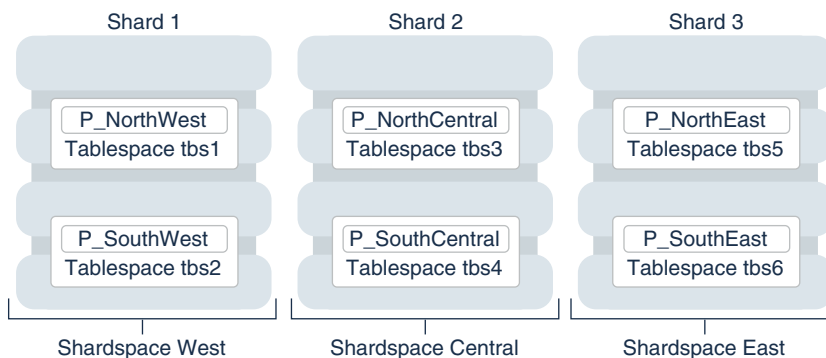 Shard 1
Shard 2
Shard 3
P_NorthWest
Tablespace tbs1
P_NorthCentral
Tablespace tbs3
P_NorthEast
Tablespace tbs5
P_SouthWest
Tablespace tbs2
P_SouthCentral
Tablespace tbs4
P_SouthEast
Tablespace tbs6
Shardspace West
Shardspace Central
Shardspace East